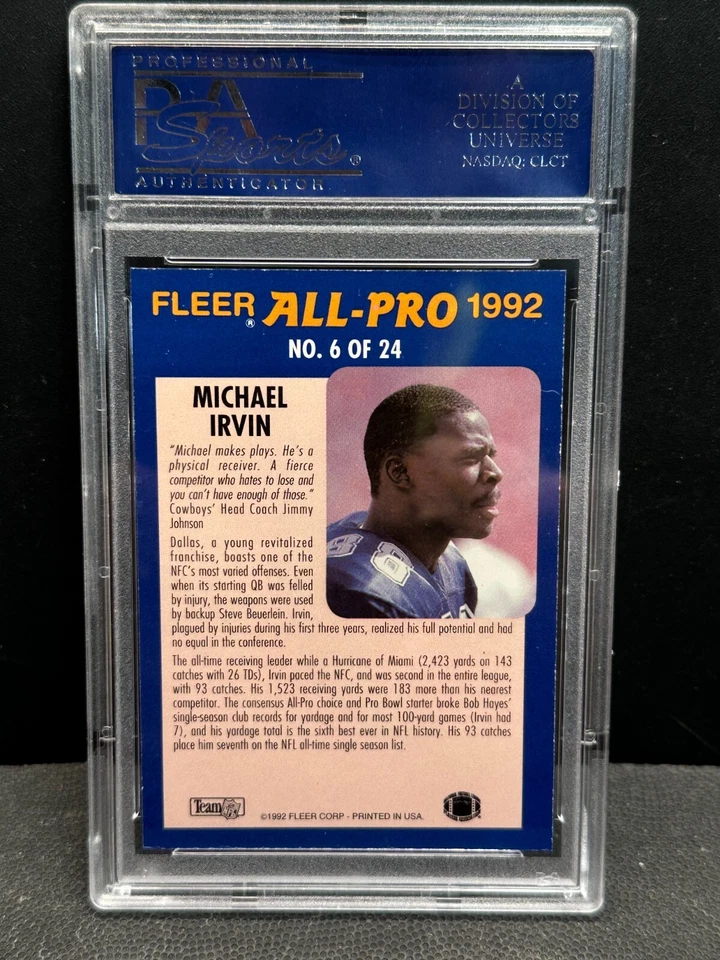 PROFESSIONAL
PSA
Sports®
AUTHENTICATOR
A
DIVISION OF
COLLECTORS
UNIVERSE
NASDAQ: CLCT
FLEER® ALL-PRO 1992
NO. 6 OF 24
MICHAEL
IRVIN
"Michael makes plays. He's a
physical receiver. A fierce
competitor who hates to lose and
you can't have enough of those."
Cowboys' Head Coach Jimmy
Johnson
Dallas, a young revitalized
franchise, boasts one of the
NFC's most varied offenses. Even
when its starting QB was felled
by injury, the weapons were used
by backup Steve Beuerlein. Irvin,
plagued by injuries during his first three years, realized his full potential and had
no equal in the conference.
The all-time receiving leader while a Hurricane of Miami (2,423 yards on 143
catches with 26 TDs), Irvin paced the NFC, and was second in the entire league,
with 93 catches. His 1,523 receiving yards were 183 more than his nearest
competitor. The consensus All-Pro choice and Pro Bowl starter broke Bob Hayes'
single-season club records for yardage and for most 100-yard games (Irvin had
7), and his yardage total is the sixth best ever in NFL history. His 93 catches
place him seventh on the NFL all-time single season list.
Team NFL
©1992 FLEER CORP - PRINTED IN USA.